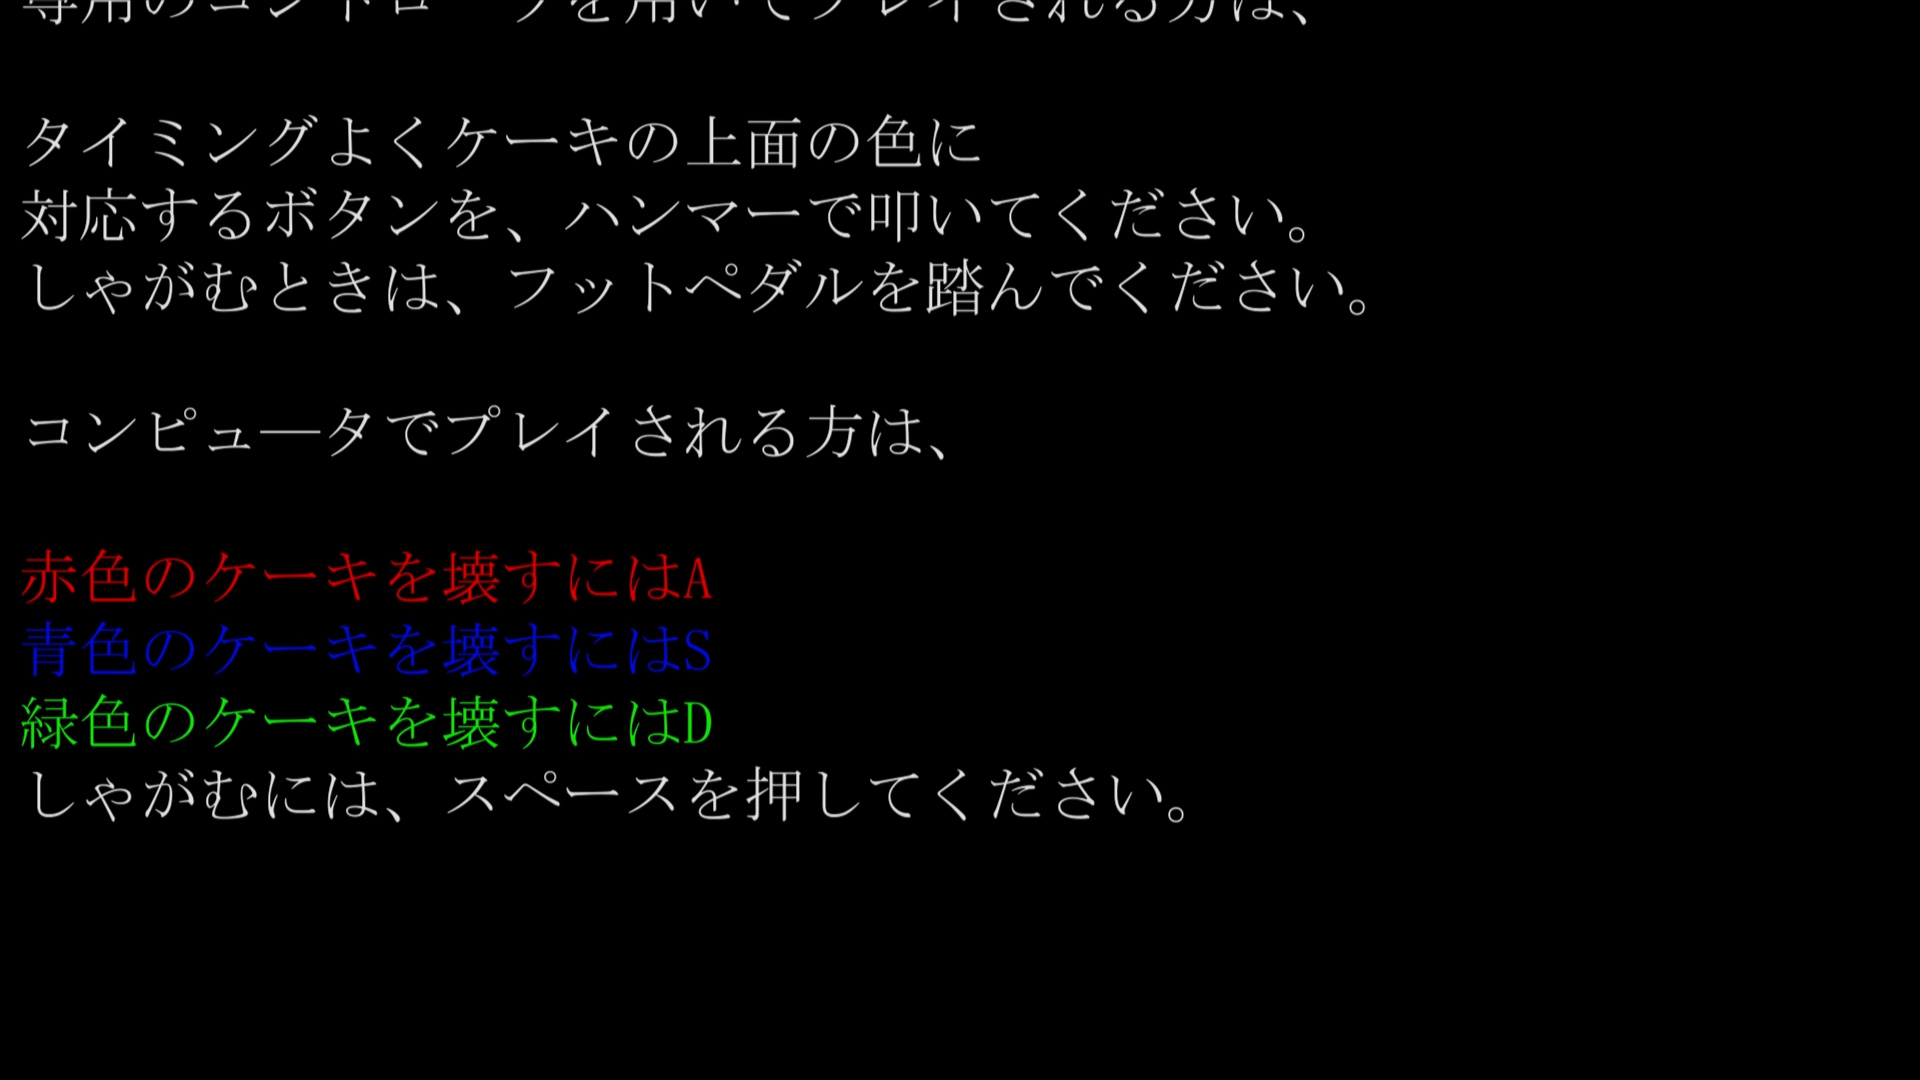 専用のコントローラを用いてプレイされる方は、
タイミングよくケーキの上面の色に
対応するボタンを、ハンマーで叩いてください。
しゃがむときは、フットペダルを踏んでください。
コンピュ―タでプレイされる方は、
赤色のケーキを壊すにはA
青色のケーキを壊すにはS
緑色のケーキを壊すにはD
しゃがむには、スペースを押してください。